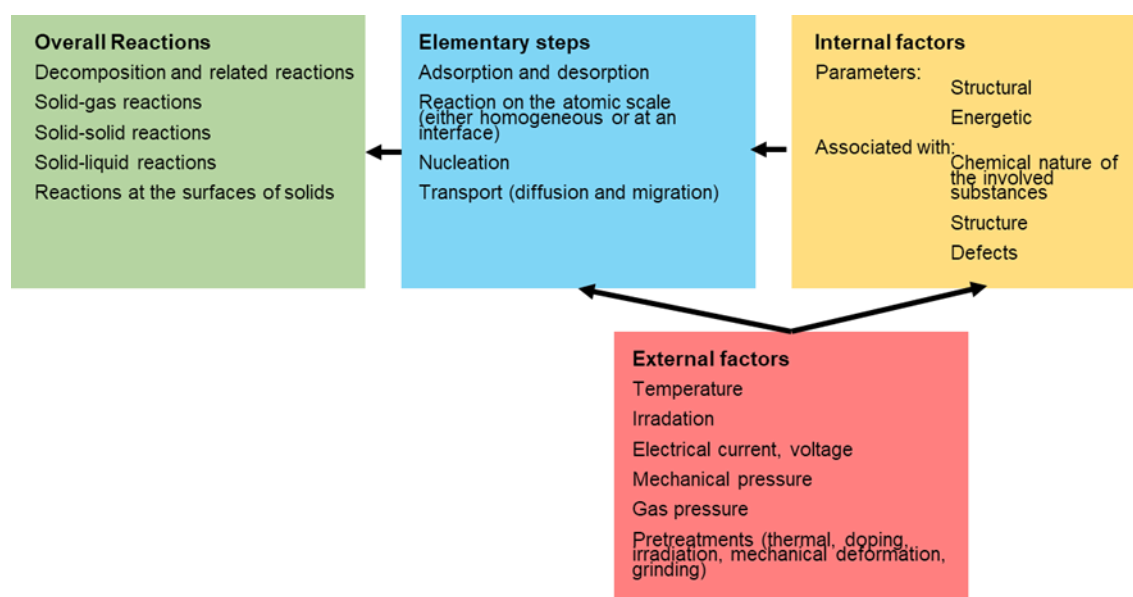 Overall Reactions
Decomposition and related reactions
Solid-gas reactions
Solid-solid reactions
Solid-liquid reactions
Reactions at the surfaces of solids
Elementary steps
Adsorption and desorption
Reaction on the atomic scale
(either homogeneous or at an
interface)
Nucleation
Transport (diffusion and migration)
Internal factors
Parameters:
Structural
Energetic
Associated with:
Chemical nature of
the involved
substances
Structure
Defects
External factors
Temperature
Irradation
Electrical current, voltage
Mechanical pressure
Gas pressure
Pretreatments (thermal, doping,
irradiation, mechanical deformation,
grinding)